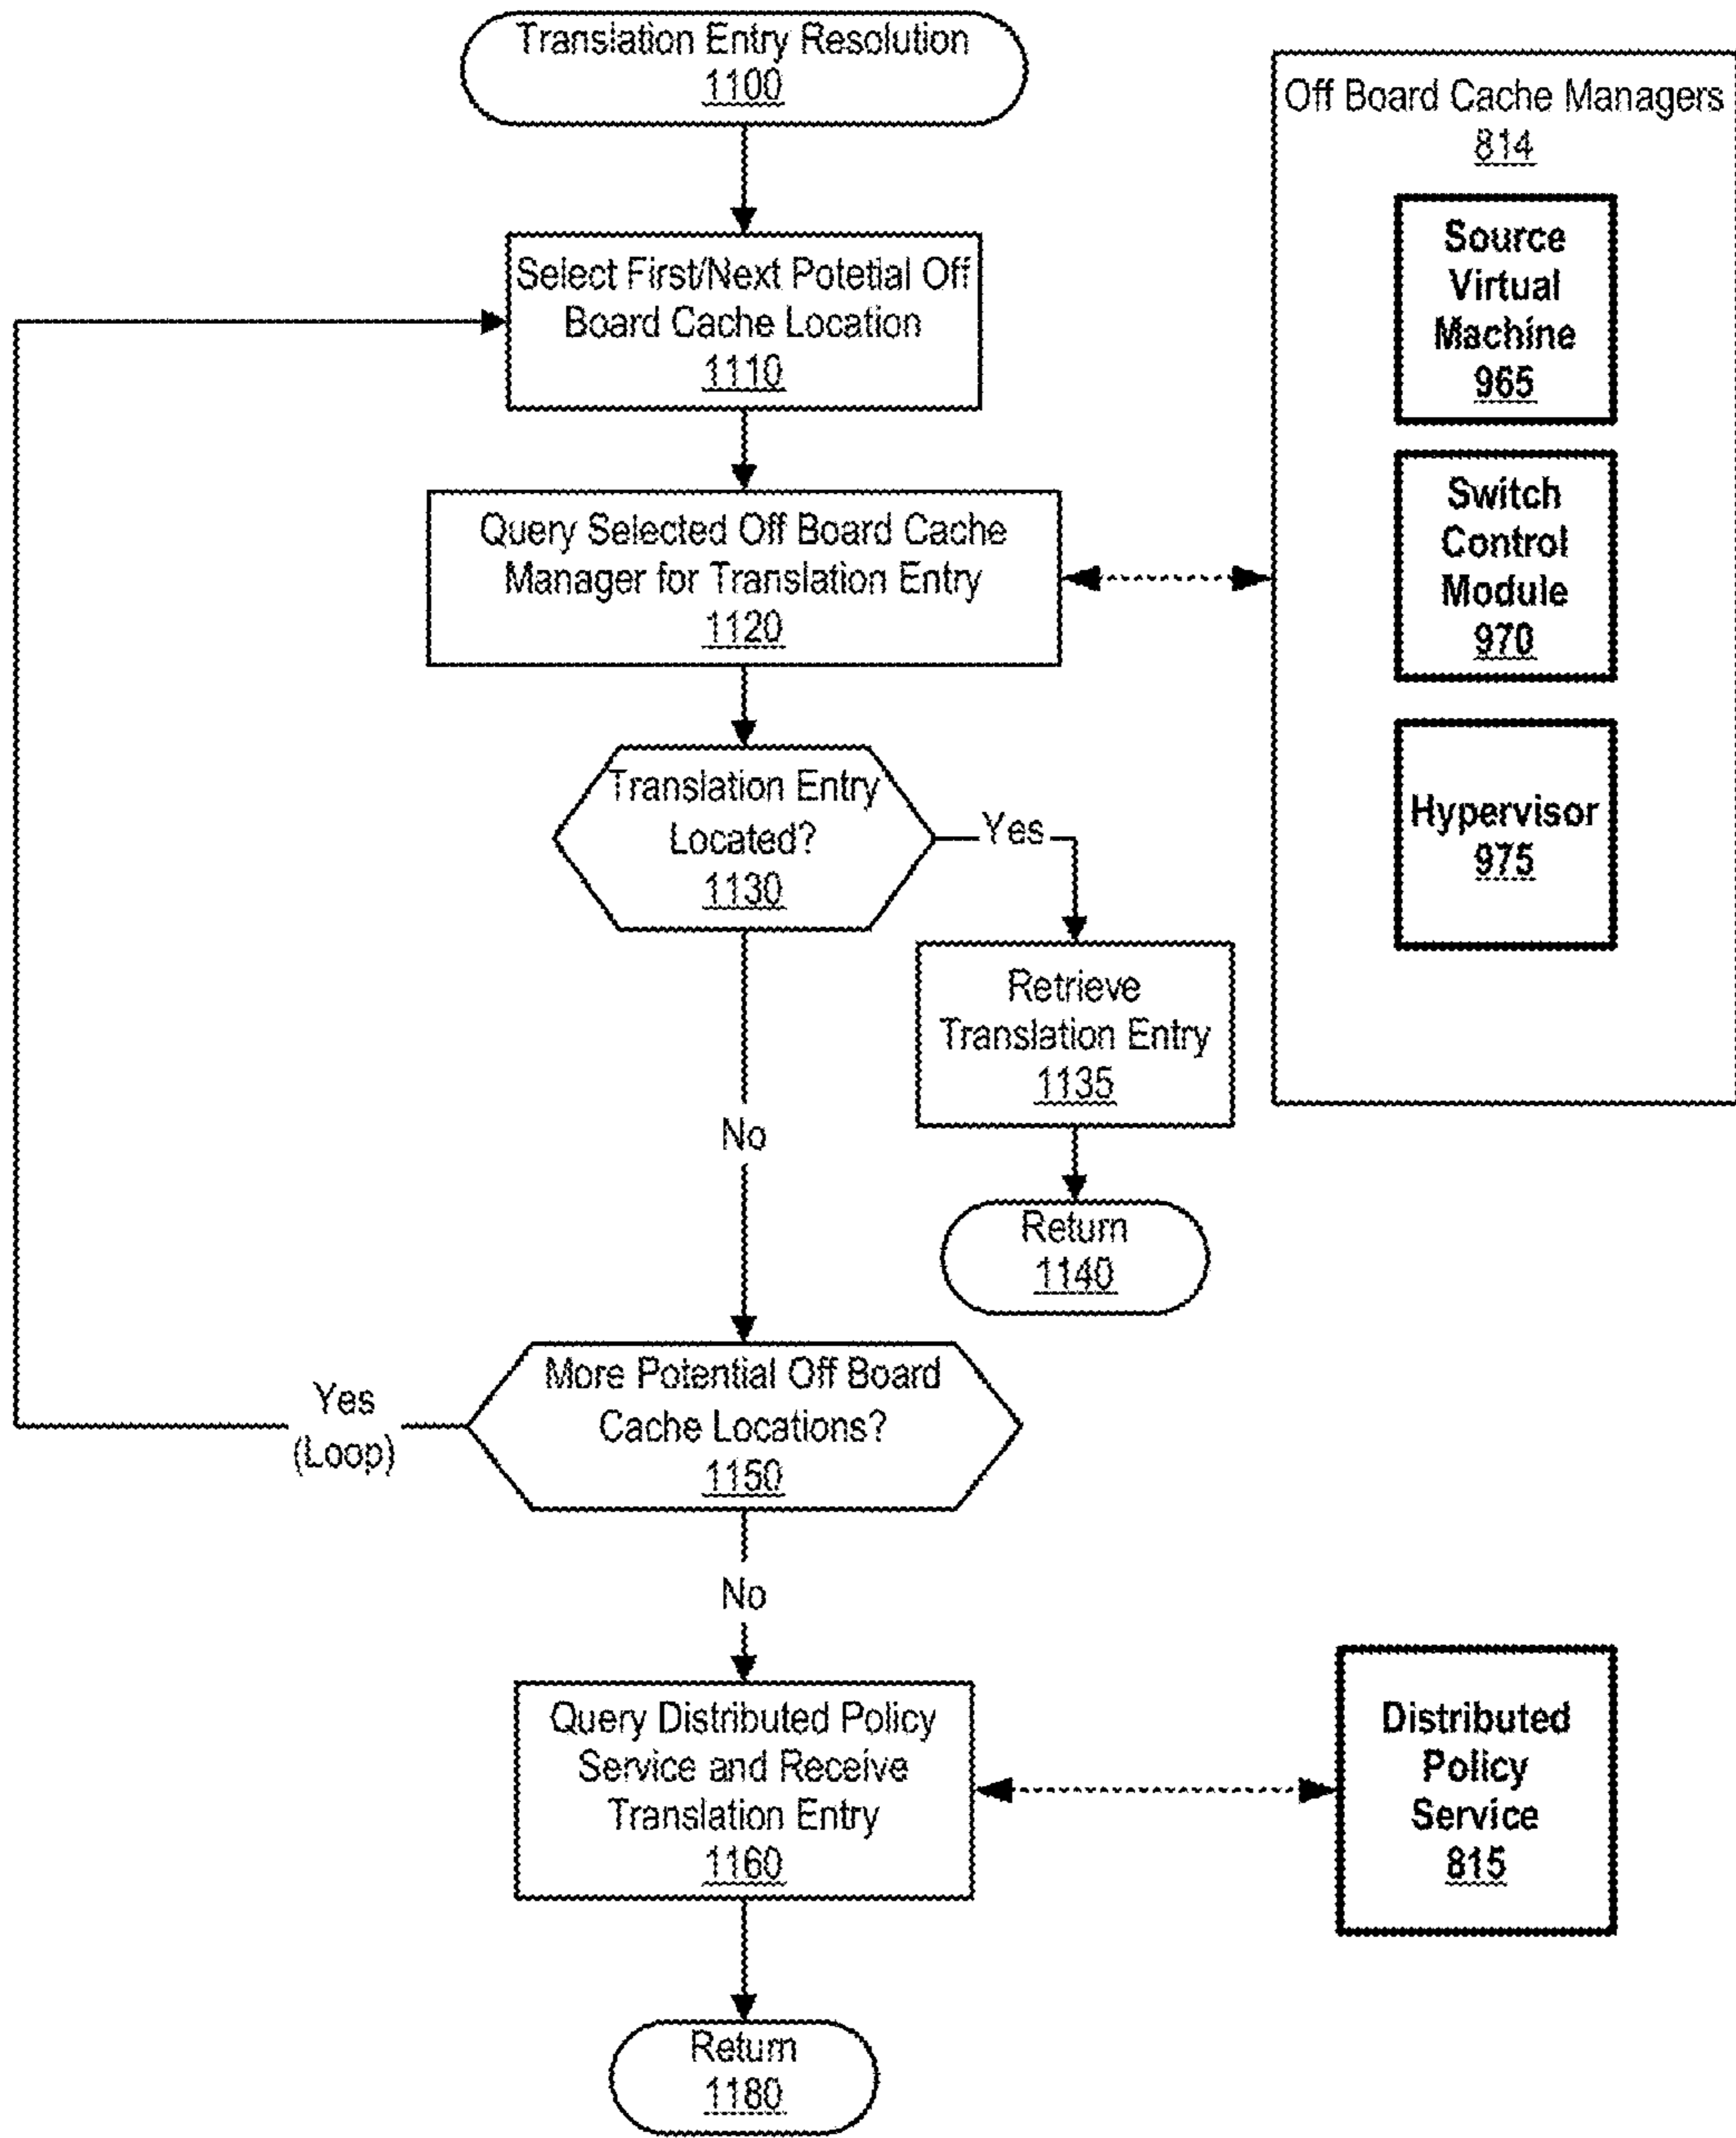 Translation Entry Resolution
1100
Select First/Next Potetial Off
Board Cache Location
1110
Query Selected Off Board Cache
Manager for Translation Entry
1120
Translation Entry
Located?
1130
Yes
Retrieve
Translation Entry
1135
Return
1140
No
More Potential Off Board
Cache Locations?
1150
Yes
(Loop)
No
Query Distributed Policy
Service and Receive
Translation Entry
1160
Return
1180
Off Board Cache Managers
814
Source
Virtual
Machine
965
Switch
Control
Module
970
Hypervisor
975
Distributed
Policy
Service
815